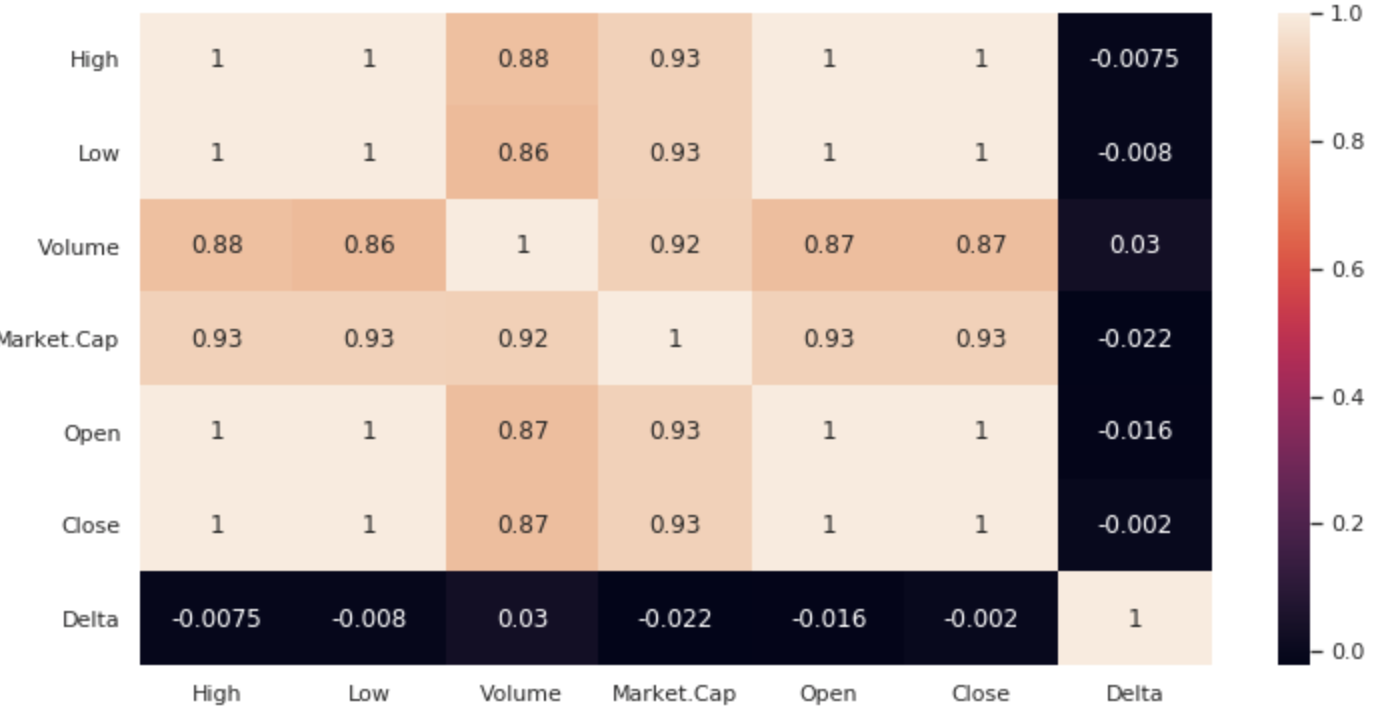 1.0
High 1 1 0.88 0.93 1 1 -0.0075
Low 1 1 0.86 0.93 1 1 -0.008
0.8
Volume 0.88 0.86 1 0.92 0.87 0.87 0.03
0.6
Market.Cap 0.93 0.93 0.92 1 0.93 0.93 -0.022
0.4
Open 1 1 0.87 0.93 1 1 -0.016
Close 1 1 0.87 0.93 1 1 -0.002
0.2
Delta -0.0075 -0.008 0.03 -0.022 -0.016 -0.002 1
0.0
High Low Volume Market.Cap Open Close Delta